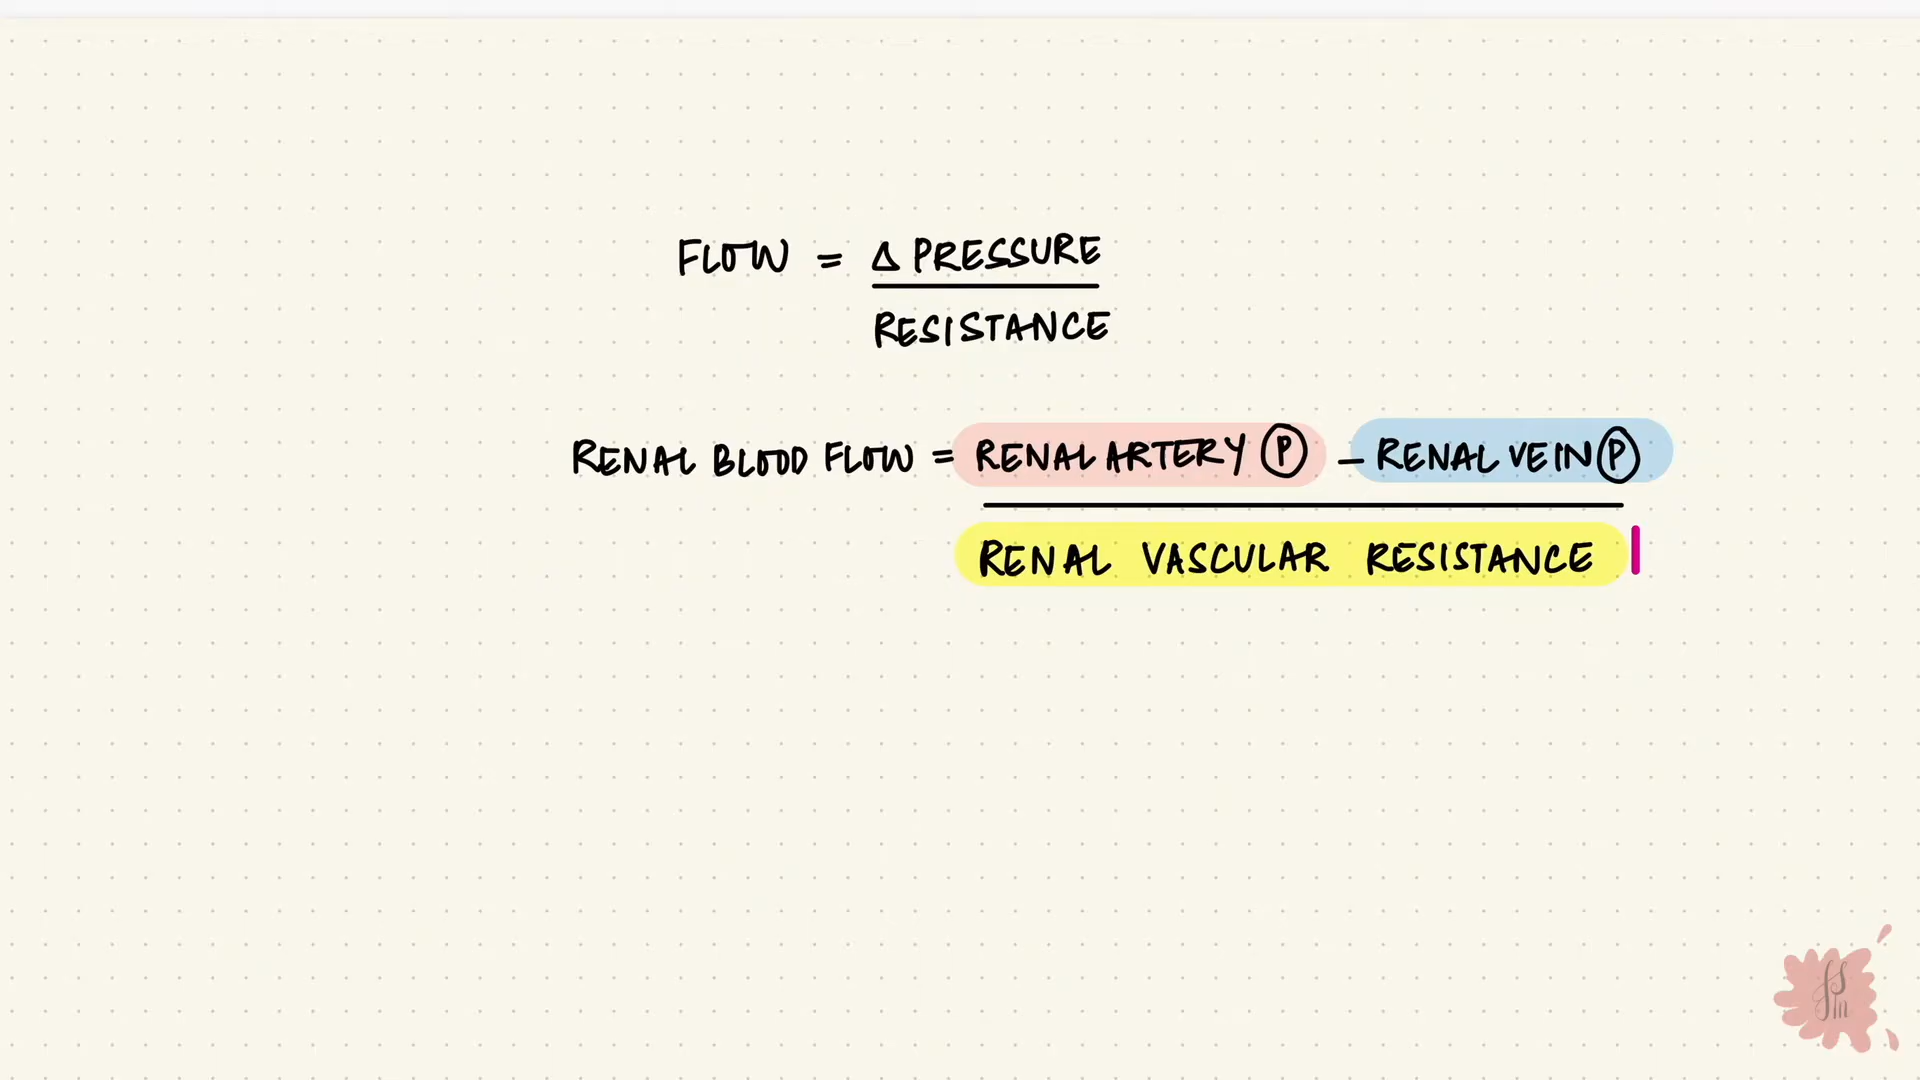 FLOW = Δ PRESSURE
RESISTANCE
RENAL BLOOD FLOW = RENAL ARTERY Ⓟ - RENAL VEIN Ⓟ
RENAL VASCULAR RESISTANCE